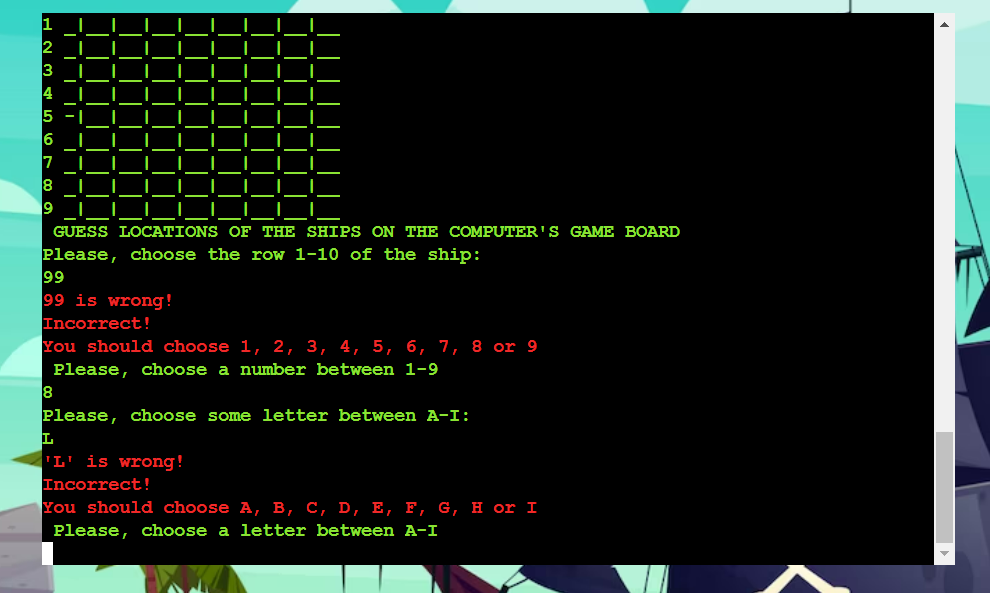 1 _|__|__|__|__|__|__|__|__
2 _|__|__|__|__|__|__|__|__
3 _|__|__|__|__|__|__|__|__
4 _|__|__|__|__|__|__|__|__
5 -|__|__|__|__|__|__|__|__
6 _|__|__|__|__|__|__|__|__
7 _|__|__|__|__|__|__|__|__
8 _|__|__|__|__|__|__|__|__
9 _|__|__|__|__|__|__|__|__
GUESS LOCATIONS OF THE SHIPS ON THE COMPUTER'S GAME BOARD
Please, choose the row 1-10 of the ship:
99
99 is wrong!
Incorrect!
You should choose 1, 2, 3, 4, 5, 6, 7, 8 or 9
Please, choose a number between 1-9
8
Please, choose some letter between A-I:
L
'L' is wrong!
Incorrect!
You should choose A, B, C, D, E, F, G, H or I
Please, choose a letter between A-I